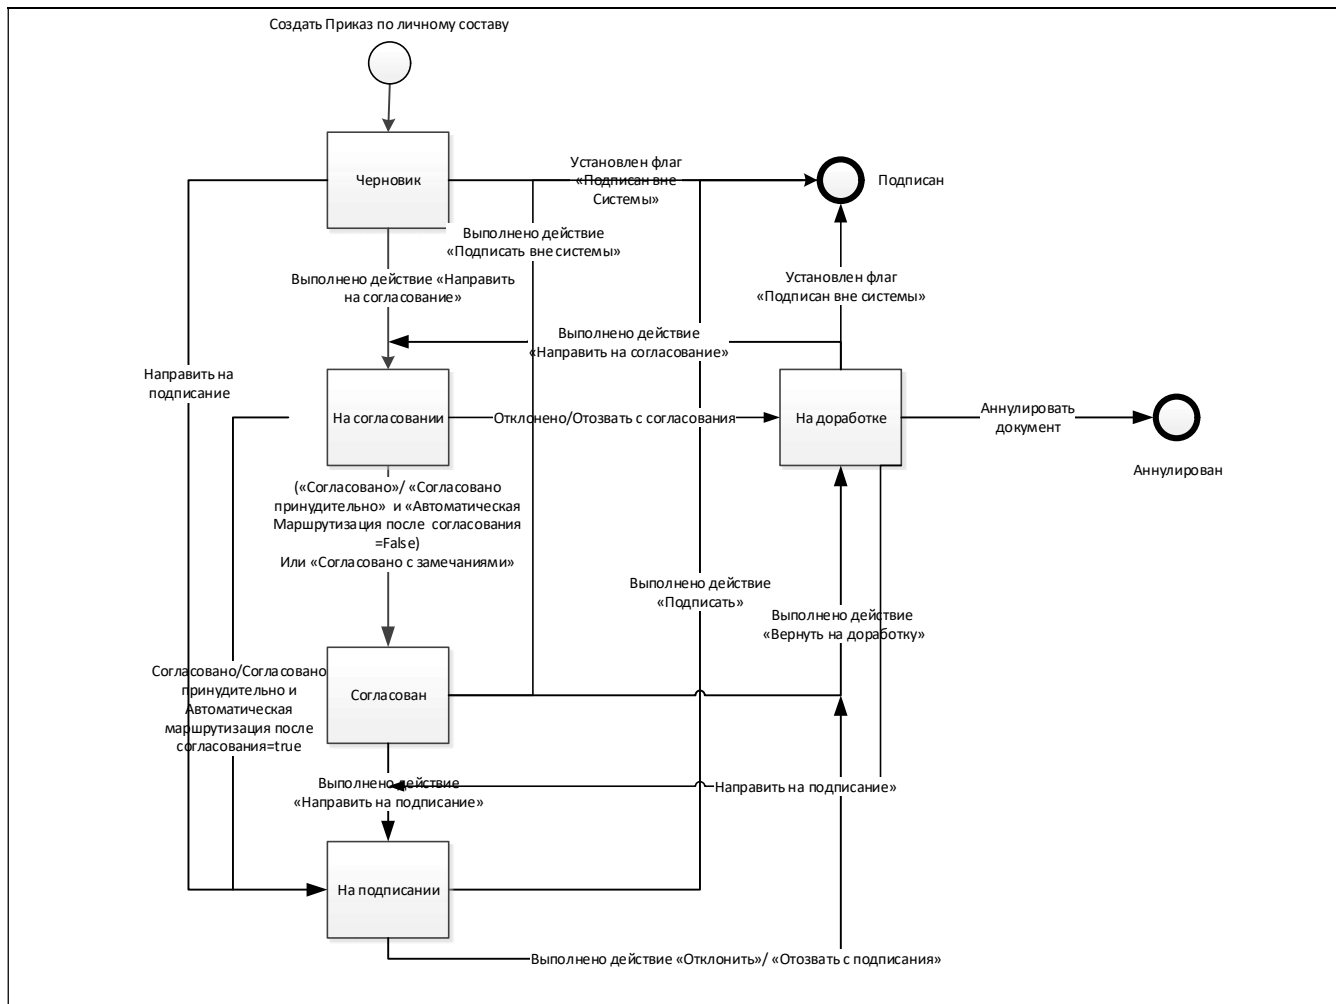 Создать Приказ по личному составу
Черновик
Установлен флаг
«Подписан вне
Системы»
Подписан
Выполнено действие
«Подписать вне системы»
Выполнено действие «Направить
на согласование»
Установлен флаг
«Подписан вне системы»
Выполнено действие
«Направить на согласование»
Направить на
подписание
На согласовании
Отклонено/Отозвать с согласования
На доработке
Аннулировать
документ
Аннулирован
(«Согласовано»/ «Согласовано
принудительно» и «Автоматическая
Маршрутизация после согласования
=False)
Или «Согласовано с замечаниями»
Выполнено действие
«Подписать»
Выполнено действие
«Вернуть на доработку»
Согласовано/Согласовано
принудительно и
Автоматическая
маршрутизация после
согласования=true
Согласован
Выполнено действие
«Направить на подписание»
Направить на подписание»
На подписании
Выполнено действие «Отклонить»/ «Отозвать с подписания»